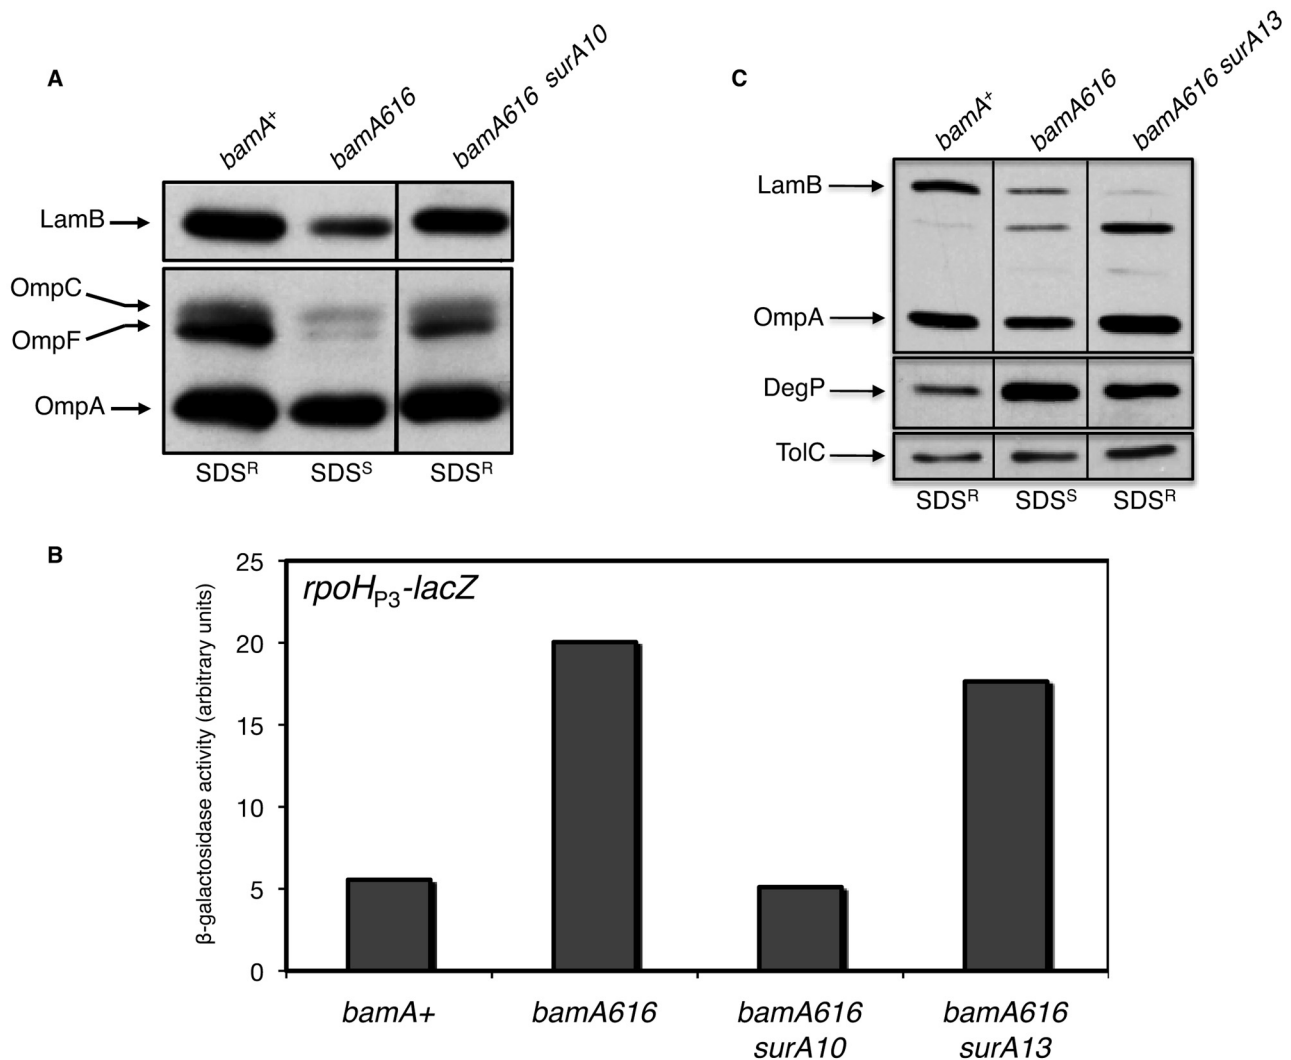 A
bamA+
bamA616
bamA616 surA10
LamB
OmpC
OmpF
OmpA
SDSR
SDSS
SDSR
C
bamA+
bamA616
bamA616 surA13
LamB
OmpA
DegP
TolC
SDSR
SDSS
SDSR
B
rpoHP3-lacZ
β-galactosidase activity (arbitrary units)
25
20
15
10
5
0
bamA+
bamA616
bamA616
surA10
bamA616
surA13